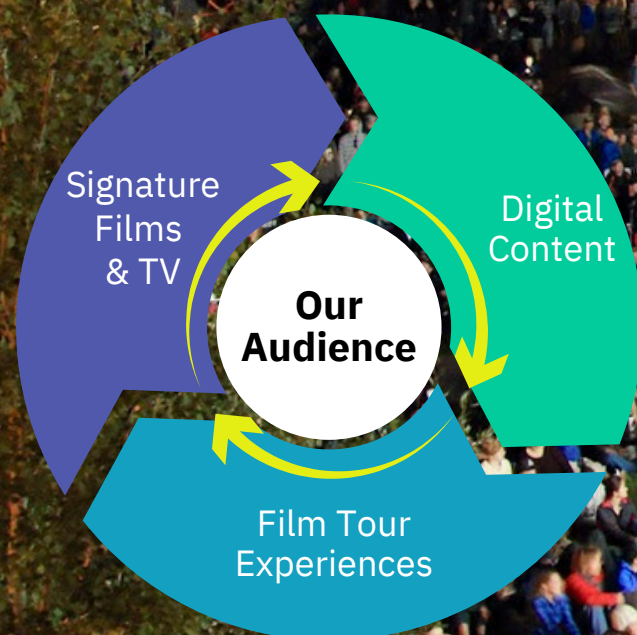 Signature
Films
& TV
Digital
Content
Our
Audience
Film Tour
Experiences